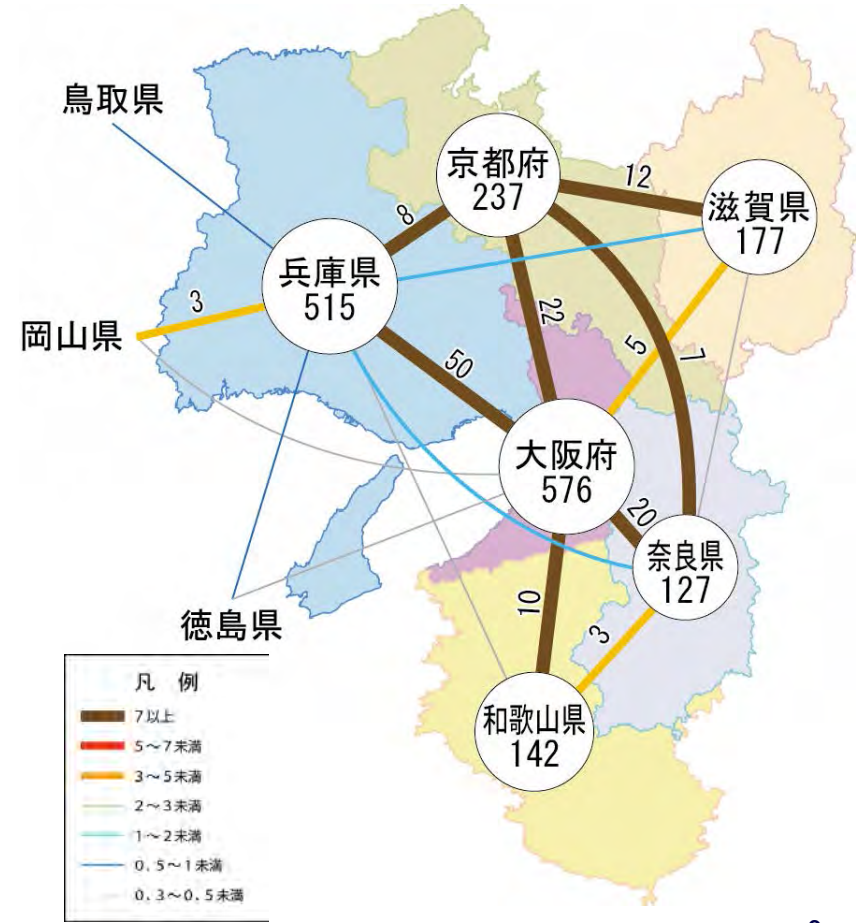 鳥取県
京都府
237
12
滋賀県
177
8
兵庫県
515
3
岡山県
22
5
7
50
大阪府
576
20
奈良県
127
徳島県
10
3
和歌山県
142
凡 例
7以上
5～7未満
3～5未満
2～3未満
1～2未満
0.5～1未満
0.3～0.5未満